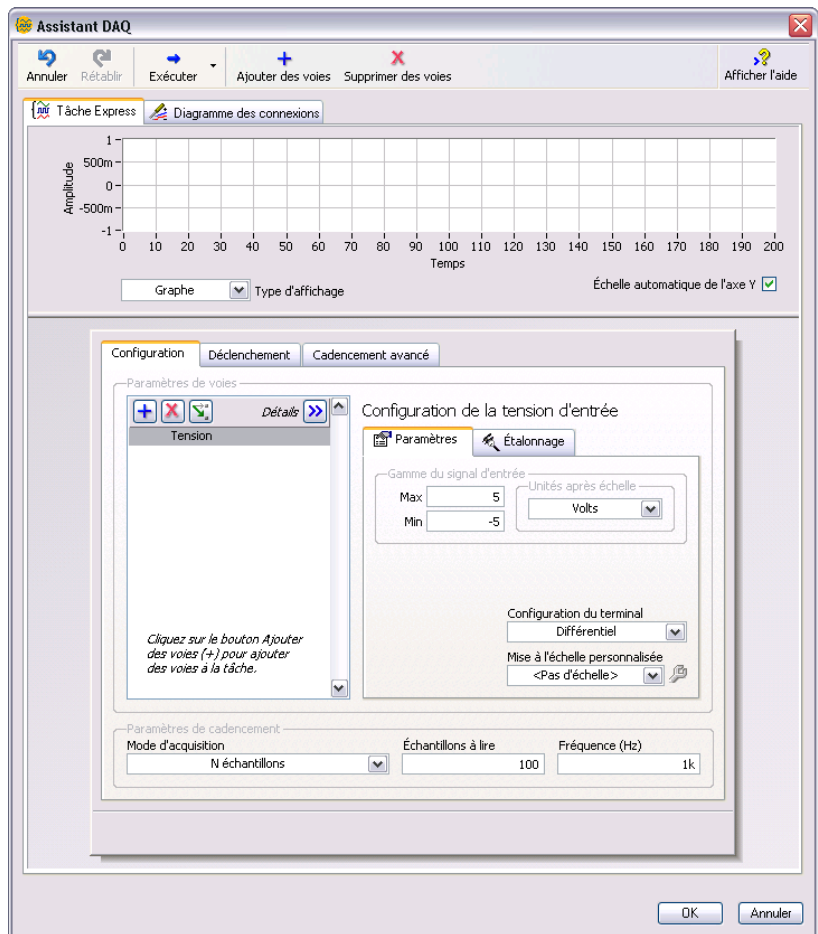 Assistant DAQ
Annuler Rétablir Exécuter Ajouter des voies Supprimer des voies Afficher l'aide
Tâche Express Diagramme des connexions
Amplitude
1
500m
0
-500m
-1
0 10 20 30 40 50 60 70 80 90 100 110 120 130 140 150 160 170 180 190 200
Temps
Graphe Type d'affichage Échelle automatique de l'axe Y
Configuration Déclenchement Cadencement avancé
Paramètres de voies
Détails
Tension
Cliquez sur le bouton Ajouter
des voies (+) pour ajouter
des voies à la tâche.
Configuration de la tension d'entrée
Paramètres Étalonnage
Gamme du signal d'entrée
Max 5
Min -5
Unités après échelle
Volts
Configuration du terminal
Différentiel
Mise à l'échelle personnalisée
<Pas d'échelle>
Paramètres de cadencement
Mode d'acquisition Échantillons à lire Fréquence (Hz)
N échantillons 100 1k
OK Annuler